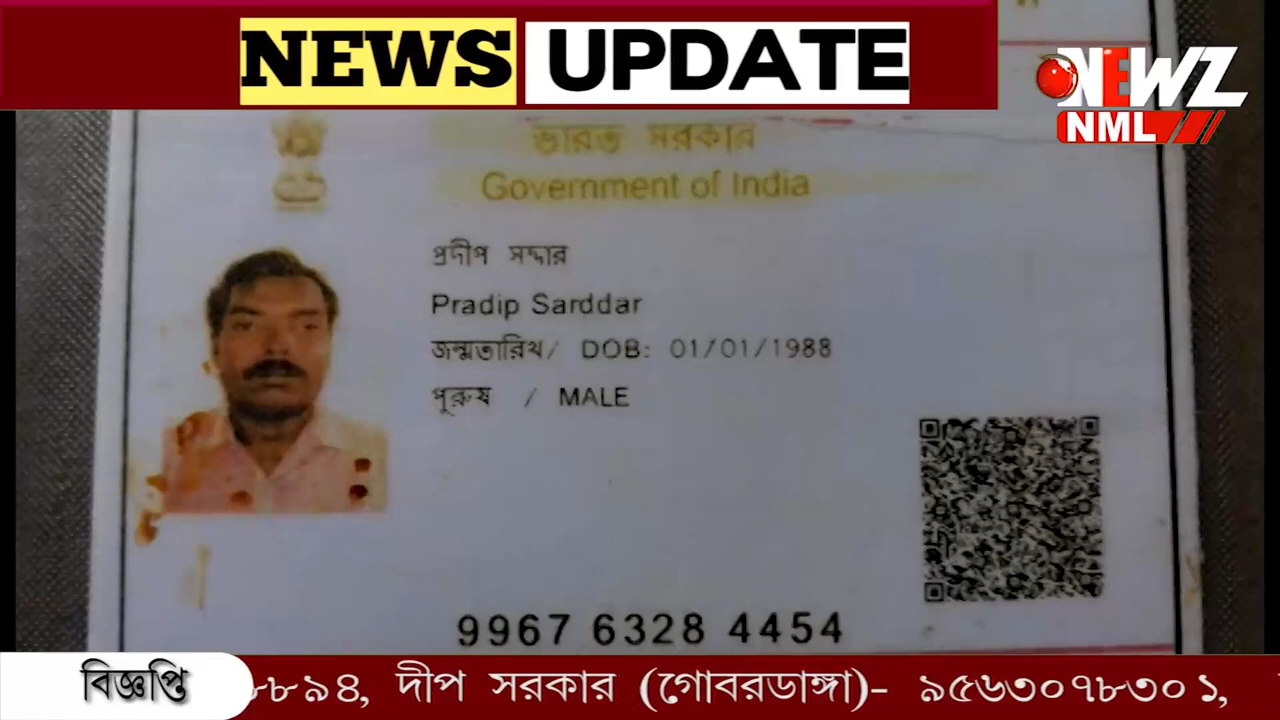 NEWS UPDATE
NEWZ
NML
ভারত সরকার
Government of India
প্রদীপ সদ্দার
Pradip Sarddar
জন্মতারিখ/ DOB: 01/01/1988
পুরুষ / MALE
9967 6328 4454
বিজ্ঞপ্তি
৮৮৯৪, দীপ সরকার (গোবরডাঙ্গা)- ৯৫৬৩০৭৮৩০১,